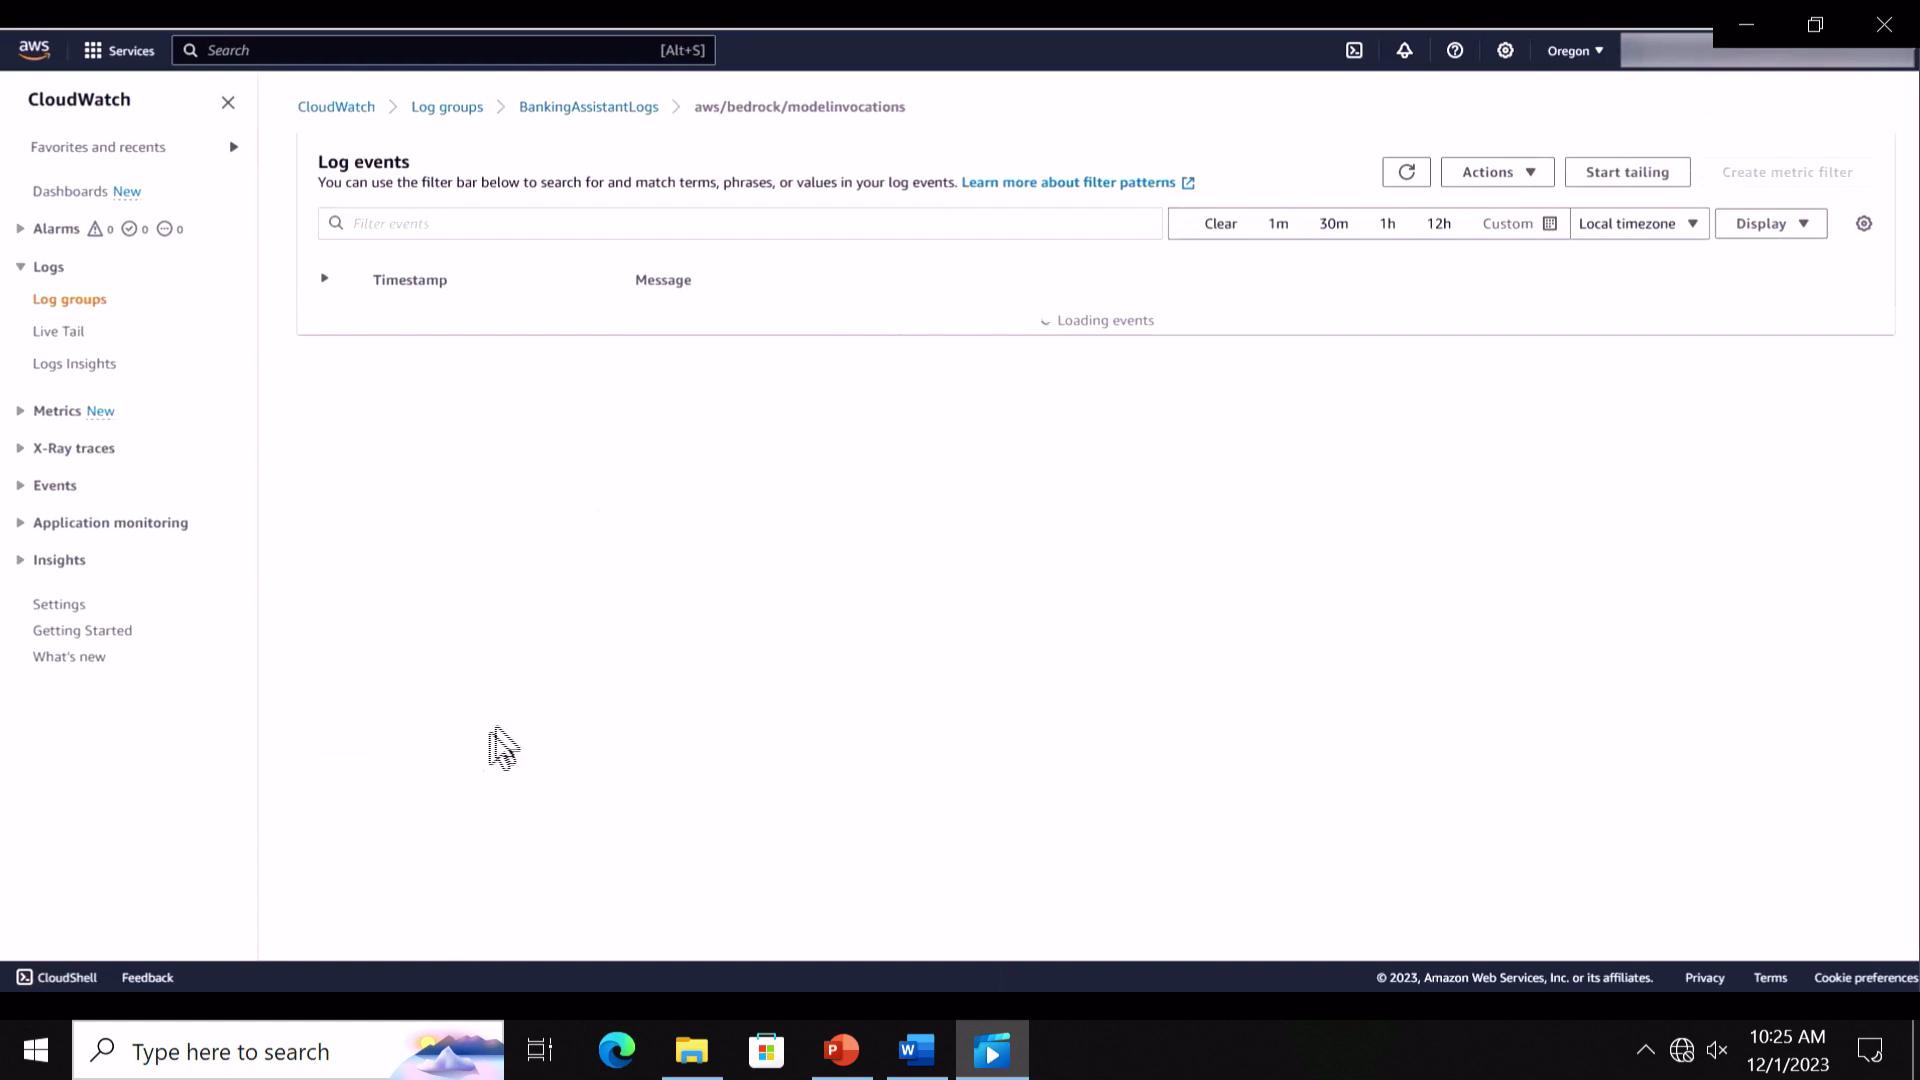 aws Services Search [Alt+S] Oregon
CloudWatch
Favorites and recents
Dashboards New
Alarms 0 0 0
Logs
Log groups
Live Tail
Logs Insights
Metrics New
X-Ray traces
Events
Application monitoring
Insights
Settings
Getting Started
What's new
CloudWatch Log groups BankingAssistantLogs aws/bedrock/modelinvocations
Log events
You can use the filter bar below to search for and match terms, phrases, or values in your log events. Learn more about filter patterns
Actions Start tailing Create metric filter
Filter events Clear 1m 30m 1h 12h Custom Local timezone Display
Timestamp Message
Loading events
CloudShell Feedback © 2023, Amazon Web Services, Inc. or its affiliates. Privacy Terms Cookie preferences
Type here to search
P
W
10:25 AM
12/1/2023